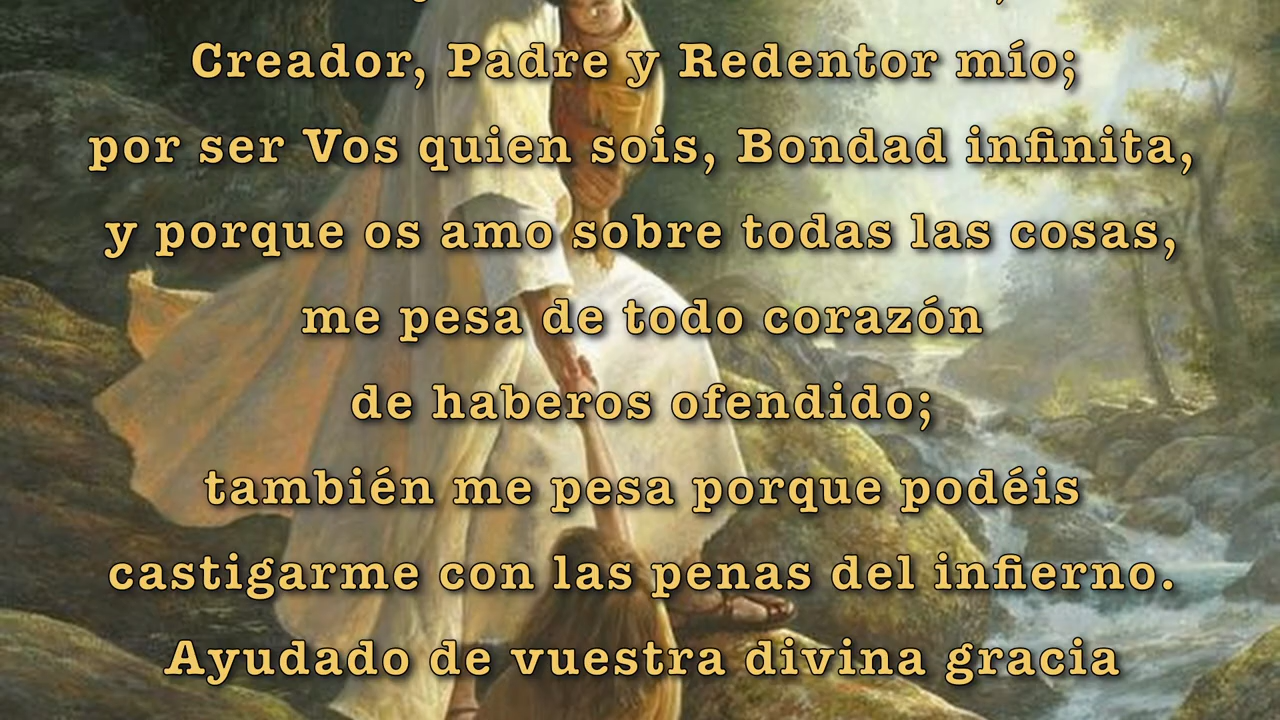 Creador, Padre y Redentor mío;
por ser Vos quien sois, Bondad infinita,
y porque os amo sobre todas las cosas,
me pesa de todo corazón
de haberos ofendido;
también me pesa porque podéis
castigarme con las penas del infierno.
Ayudado de vuestra divina gracia